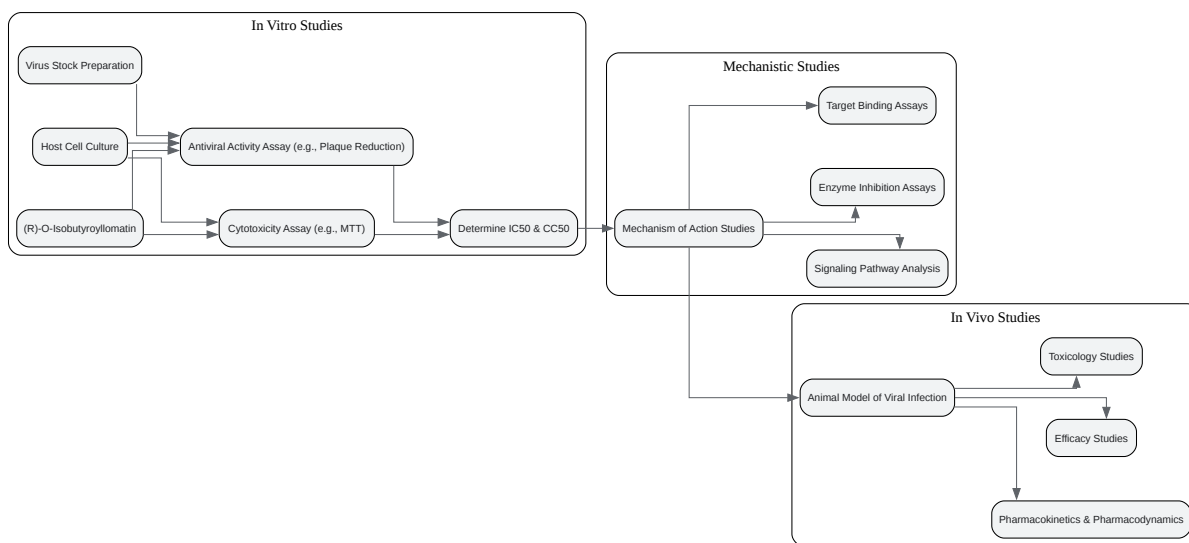 In Vitro Studies
Virus Stock Preparation
Host Cell Culture
Antiviral Activity Assay (e.g., Plaque Reduction)
(R)-O-Isobutyroyllomatin
Cytotoxicity Assay (e.g., MTT)
Determine IC50 & CC50
Mechanistic Studies
Target Binding Assays
Enzyme Inhibition Assays
Mechanism of Action Studies
Signaling Pathway Analysis
In Vivo Studies
Toxicology Studies
Animal Model of Viral Infection
Efficacy Studies
Pharmacokinetics & Pharmacodynamics